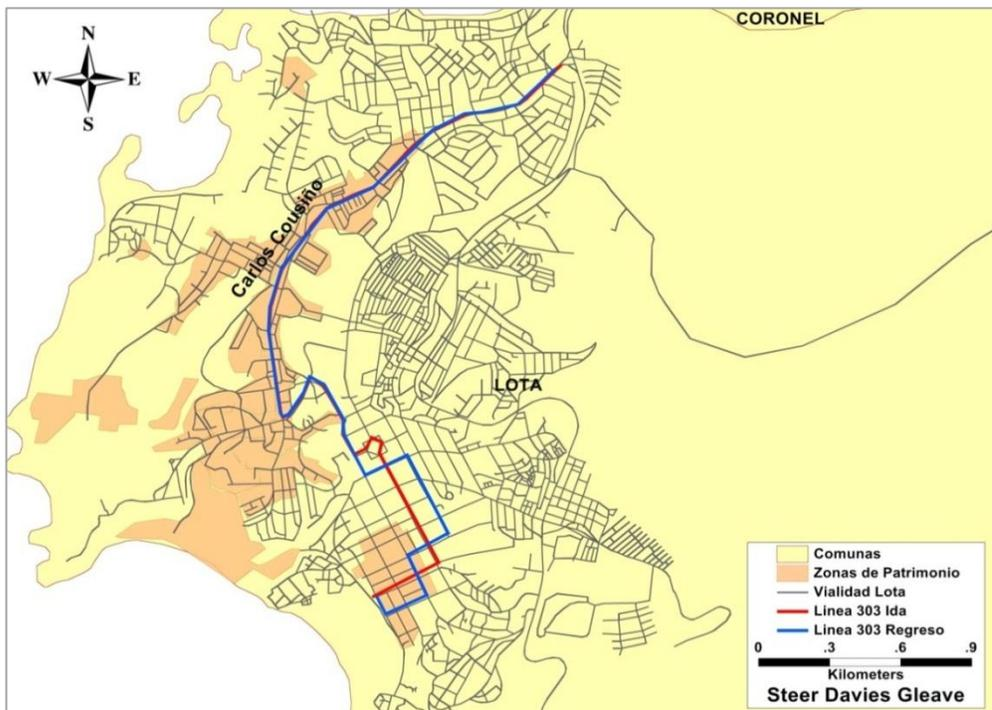 CORONEL
N
W E
S
Carlos Cousiño
LOTA
Comunas
Zonas de Patrimonio
Vialidad Lota
Linea 303 Ida
Linea 303 Regreso
0 .3 .6 .9
Kilometers
Steer Davies Gleave